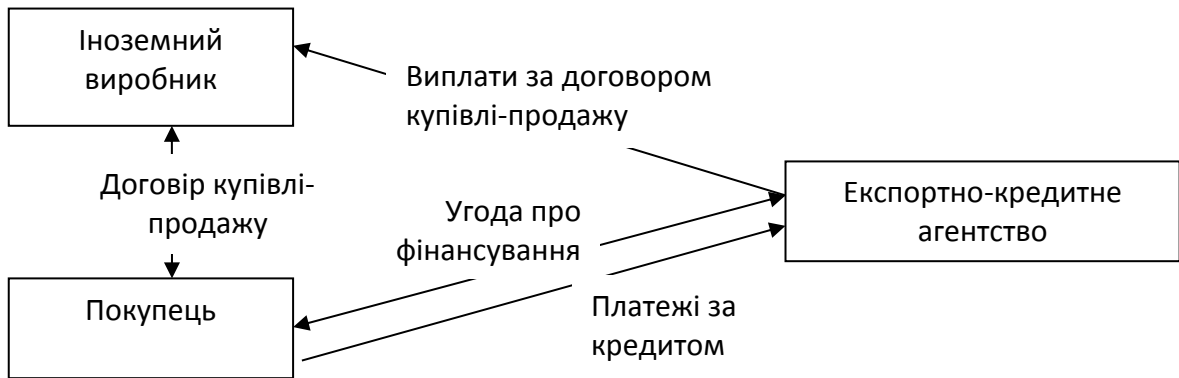 Іноземний
виробник
Виплати за договором
купівлі-продажу
Договір купівлі-
продажу
Експортно-кредитне
агентство
Угода про
фінансування
Покупець
Платежі за
кредитом